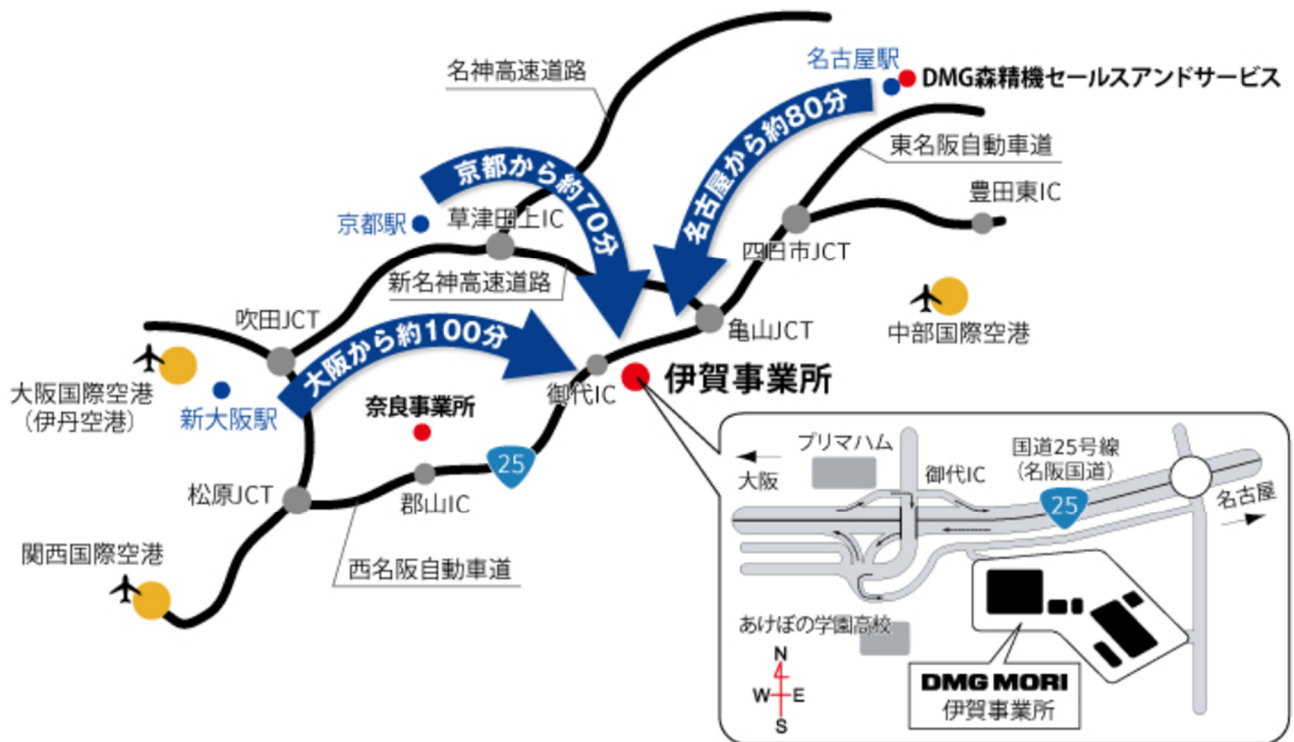 名神高速道路
名古屋駅
DMG森精機セールスアンドサービス
名古屋から約80分
東名阪自動車道
京都から約70分
豊田東IC
京都駅
草津田上IC
四日市JCT
新名神高速道路
吹田JCT
大阪から約100分
亀山JCT
中部国際空港
大阪国際空港
（伊丹空港）
新大阪駅
奈良事業所
御代IC
伊賀事業所
25
松原JCT
郡山IC
関西国際空港
西名阪自動車道
プリマハム
大阪
御代IC
国道25号線
（名阪国道）
25
名古屋
あけぼの学園高校
N
W
E
S
DMG MORI
伊賀事業所